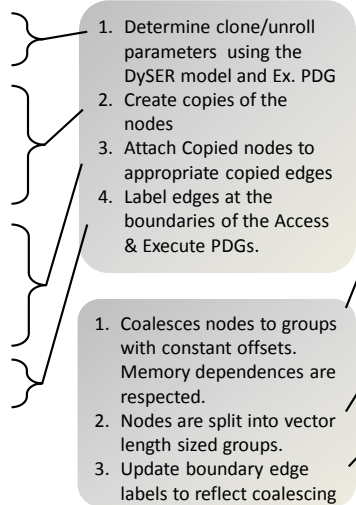 1. Determine clone/unroll
parameters using the
DySER model and Ex. PDG
2. Create copies of the
nodes
3. Attach Copied nodes to
appropriate copied edges
4. Label edges at the
boundaries of the Access
& Execute PDGs.
1. Coalesces nodes to groups
with constant offsets.
Memory dependences are
respected.
2. Nodes are split into vector
length sized groups.
3. Update boundary edge
labels to reflect coalescing